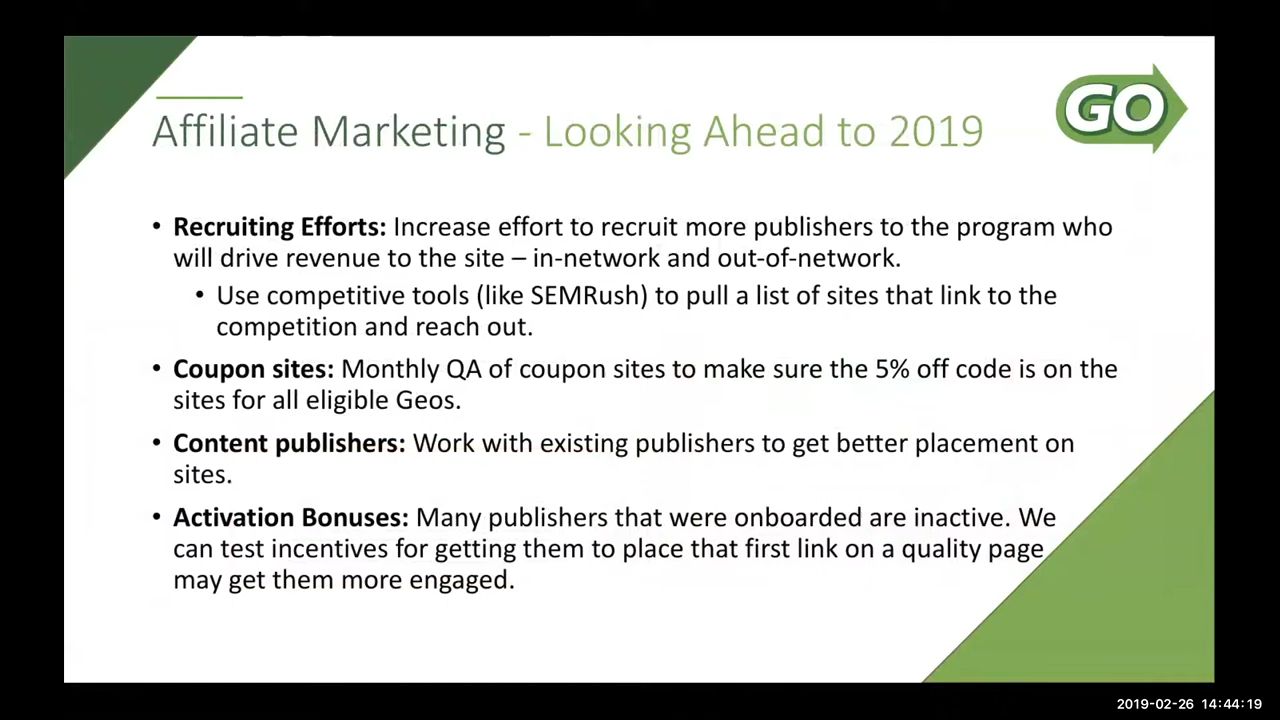 GO
Affiliate Marketing - Looking Ahead to 2019
• Recruiting Efforts: Increase effort to recruit more publishers to the program who
will drive revenue to the site – in-network and out-of-network.
• Use competitive tools (like SEMRush) to pull a list of sites that link to the
competition and reach out.
• Coupon sites: Monthly QA of coupon sites to make sure the 5% off code is on the
sites for all eligible Geos.
• Content publishers: Work with existing publishers to get better placement on
sites.
• Activation Bonuses: Many publishers that were onboarded are inactive. We
can test incentives for getting them to place that first link on a quality page
may get them more engaged.
2019-02-26 14:44:19